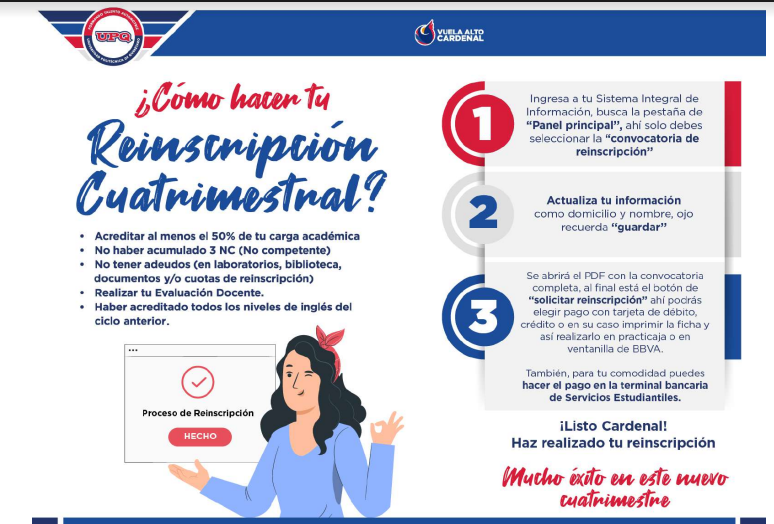 UPQ
VUELA ALTO
CARDENAL
¿Cómo hacer tu
Reinscripción
Cuatrimestral?
• Acreditar al menos el 50% de tu carga académica
• No haber acumulado 3 NC (No competente)
• No tener adeudos (en laboratorios, biblioteca,
documentos y/o cuotas de reinscripción)
• Realizar tu Evaluación Docente.
• Haber acreditado todos los niveles de inglés del
ciclo anterior.
Proceso de Reinscripción
HECHO
1
Ingresa a tu Sistema Integral de
Información, busca la pestaña de
“Panel principal”, ahí solo debes
seleccionar la “convocatoria de
reinscripción”
2
Actualiza tu información
como domicilio y nombre, ojo
recuerda “guardar”
3
Se abrirá el PDF con la convocatoria
completa, al final está el botón de
“solicitar reinscripción” ahí podrás
elegir pago con tarjeta de débito,
crédito o en su caso imprimir la ficha y
así realizarlo en practicaja o en
ventanilla de BBVA.
También, para tu comodidad puedes
hacer el pago en la terminal bancaria
de Servicios Estudiantiles.
¡Listo Cardenal!
Haz realizado tu reinscripción
Mucho éxito en este nuevo
cuatrimestre